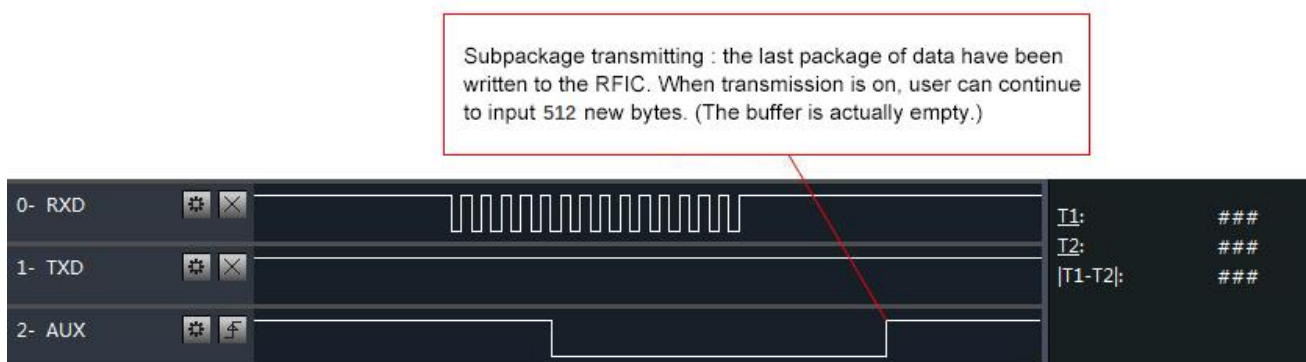 Subpackage transmitting : the last package of data have been
written to the RFIC. When transmission is on, user can continue
to input 512 new bytes. (The buffer is actually empty.)
0- RXD
T1: ###
1- TXD
T2: ###
|T1-T2|: ###
2- AUX